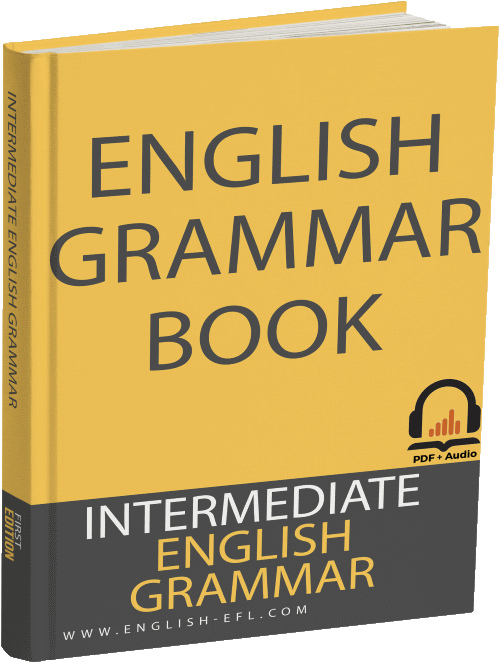 INTERMEDIATE ENGLISH GRAMMAR
FIRST
EDITION
ENGLISH
GRAMMAR
BOOK
PDF + Audio
INTERMEDIATE
ENGLISH
GRAMMAR
WWW.ENGLISH-EFL.COM